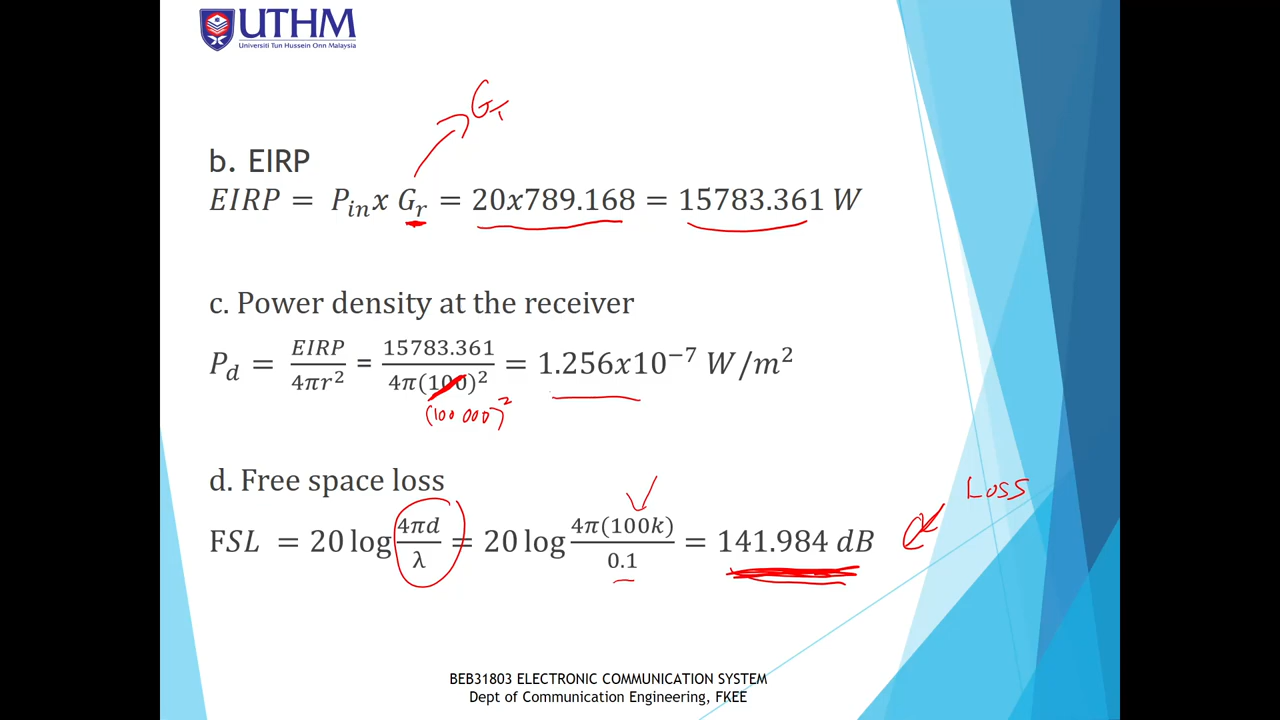 UTHM
Universiti Tun Hussein Onn Malaysia
G_T
b. EIRP
EIRP = P_in x G_r = 20x789.168 = 15783.361 W
c. Power density at the receiver
P_d = EIRP/4πr² = 15783.361/4π(100)² = 1.256x10⁻⁷ W/m²
(100 000)²
d. Free space loss
Loss
FSL = 20 log 4πd/λ = 20 log 4π(100k)/0.1 = 141.984 dB
BEB31803 ELECTRONIC COMMUNICATION SYSTEM
Dept of Communication Engineering, FKEE